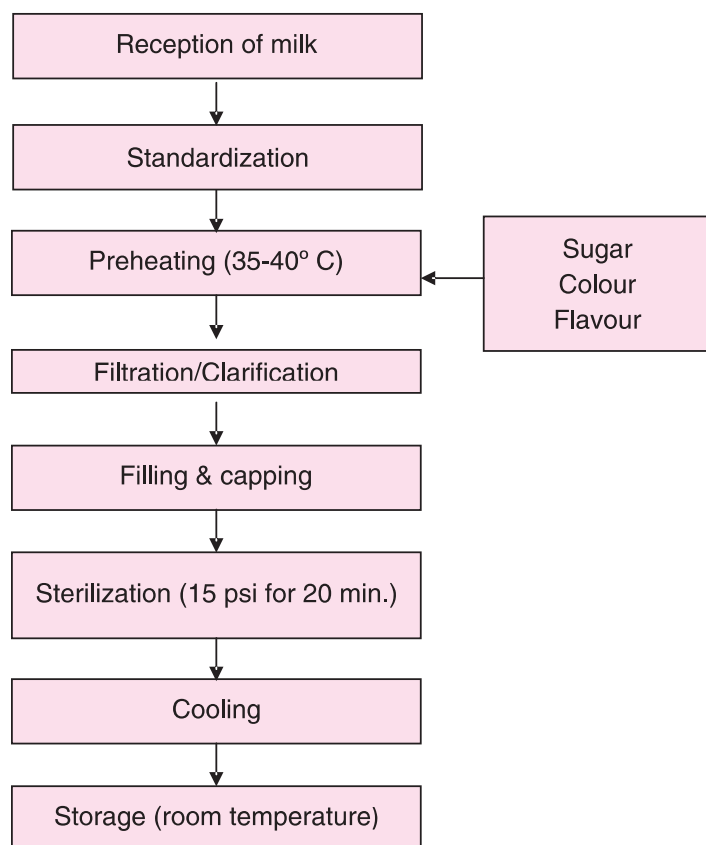 Reception of milk
Standardization
Preheating (35-40º C)
Sugar
Colour
Flavour
Filtration/Clarification
Filling & capping
Sterilization (15 psi for 20 min.)
Cooling
Storage (room temperature)